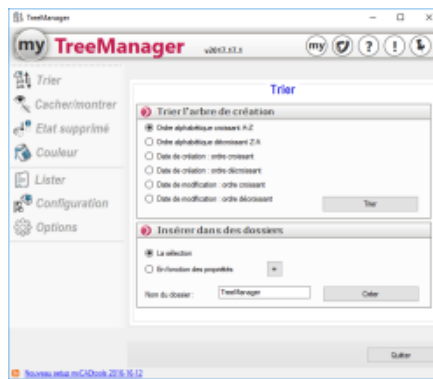 TreeManager
my TreeManager v2017.17.1
my ? !
Trier
Cacher/montrer
Etat supprimé
Couleur
Lister
Configuration
Options
Trier
Trier l'arbre de création
Ordre alphabétique croissant A-Z
Ordre alphabétique décroissant Z-A
Date de création : ordre croissant
Date de création : ordre décroissant
Date de modification : ordre croissant
Date de modification : ordre décroissant
Trier
Insérer dans des dossiers
La sélection
En fonction des propriétés
+
Nom du dossier :
TreeManager
Créer
Quitter
Nouveau setup myCADtools 2016-16-12